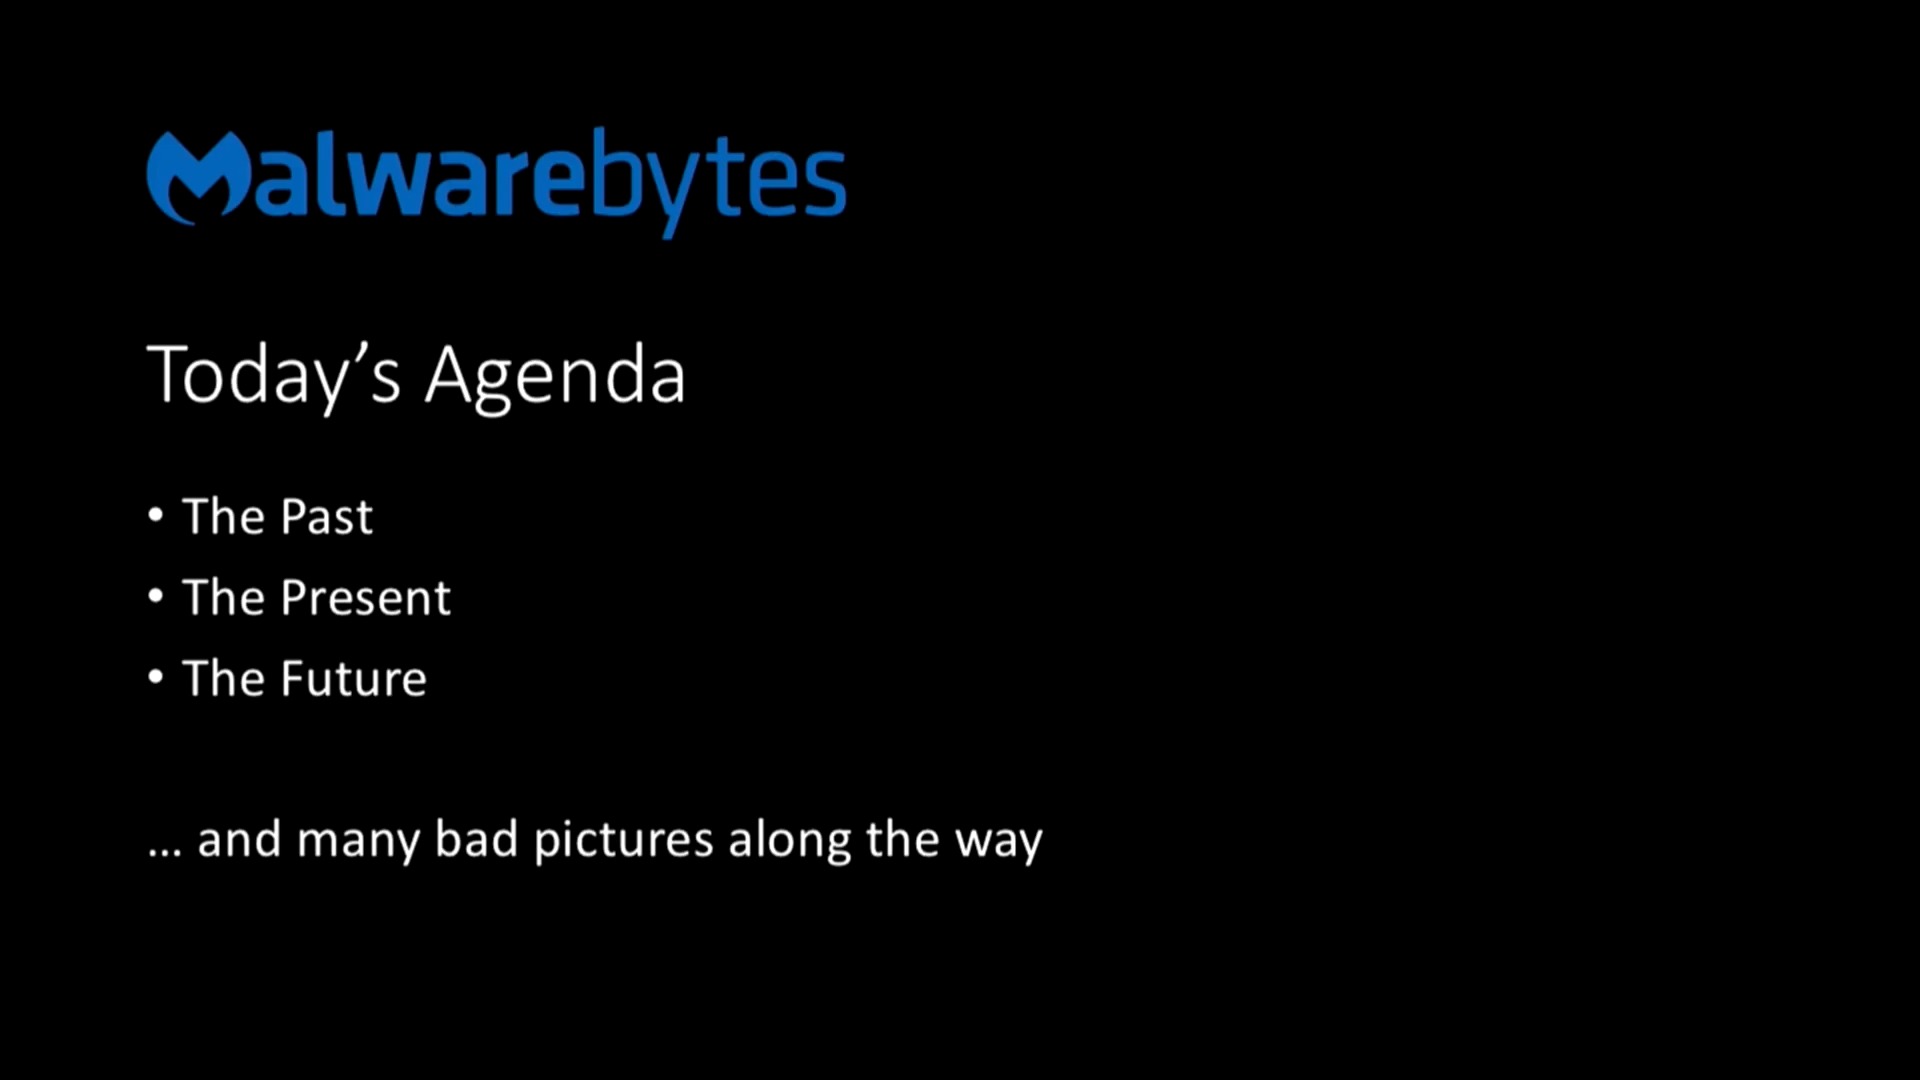 Malwarebytes
Today’s Agenda
• The Past
• The Present
• The Future
... and many bad pictures along the way